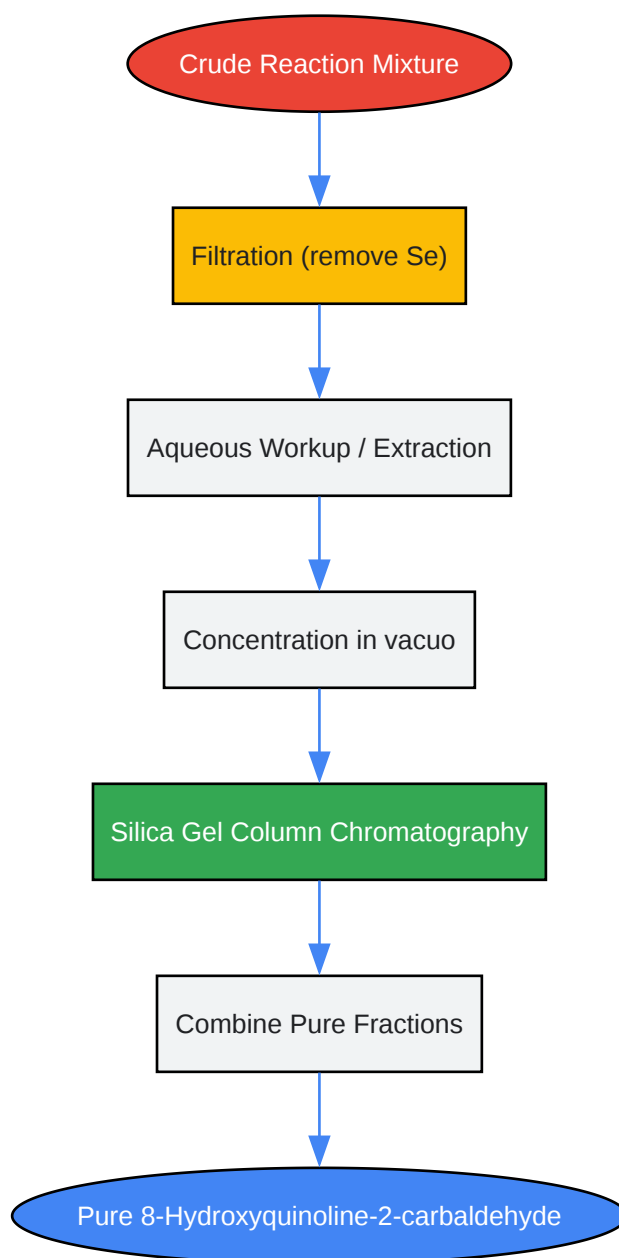 Crude Reaction Mixture
Filtration (remove Se)
Aqueous Workup / Extraction
Concentration in vacuo
Silica Gel Column Chromatography
Combine Pure Fractions
Pure 8-Hydroxyquinoline-2-carbaldehyde